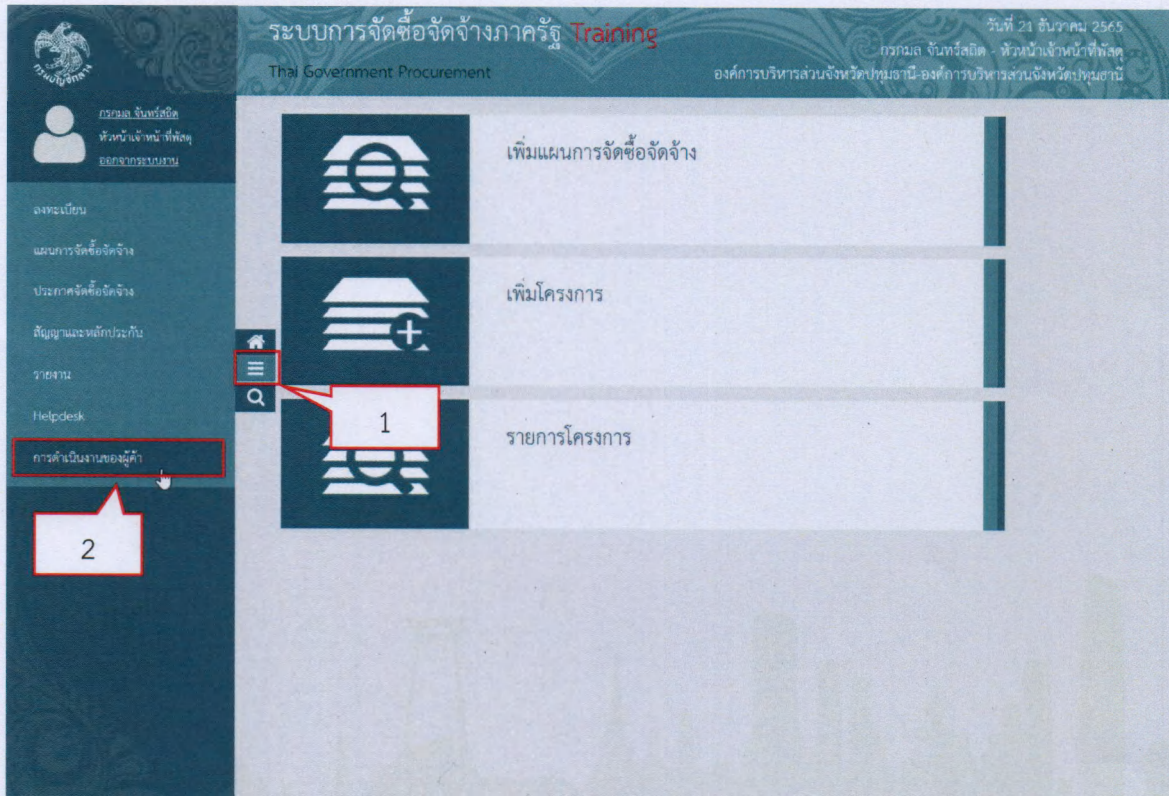 ระบบการจัดซื้อจัดจ้างภาครัฐ Training
Thai Government Procurement
วันที่ 21 ธันวาคม 2565
กรกมล จันทร์สถิต - หัวหน้าเจ้าหน้าที่พัสดุ
องค์การบริหารส่วนจังหวัดปทุมธานี-องค์การบริหารส่วนจังหวัดปทุมธานี
กรมบัญชีกลาง
กรกมล จันทร์สถิต
หัวหน้าเจ้าหน้าที่พัสดุ
ออกจากระบบงาน
ลงทะเบียน
แผนการจัดซื้อจัดจ้าง
ประกาศจัดซื้อจัดจ้าง
สัญญาและหลักประกัน
รายงาน
Helpdesk
การดำเนินงานของผู้ค้า
1
2
เพิ่มแผนการจัดซื้อจัดจ้าง
เพิ่มโครงการ
รายการโครงการ